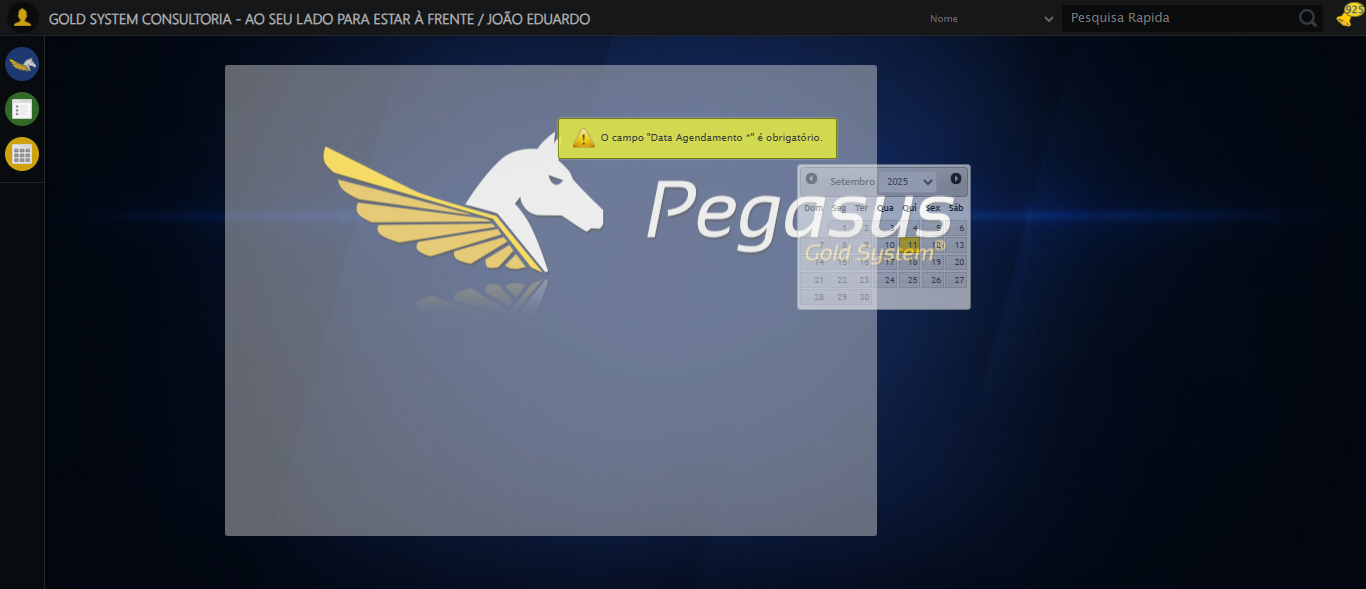 GOLD SYSTEM CONSULTORIA - AO SEU LADO PARA ESTAR À FRENTE / JOÃO EDUARDO
Nome
Pesquisa Rapida
925
O campo "Data Agendamento *" é obrigatório.
Setembro 2025
Dom Seg Ter Qua Qui Sex Sáb
1 2 3 4 5 6
7 8 9 10 11 12 13
14 15 16 17 18 19 20
21 22 23 24 25 26 27
28 29 30
Pegasus
Gold System®